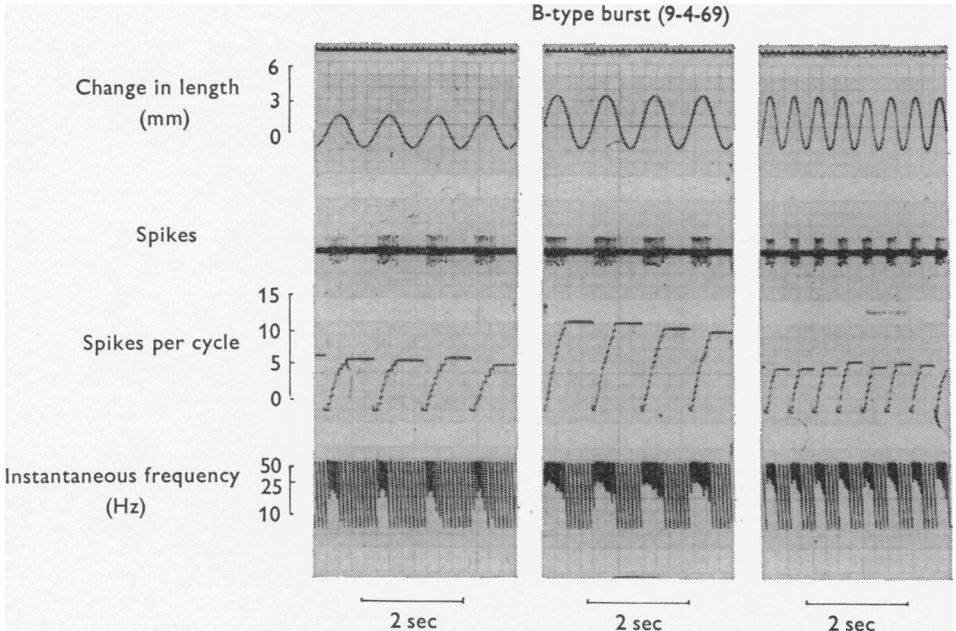 B-type burst (9-4-69)
Change in length
(mm)
6
3
0
Spikes
Spikes per cycle
15
10
5
0
Instantaneous frequency
(Hz)
50
25
10
2 sec
2 sec
2 sec